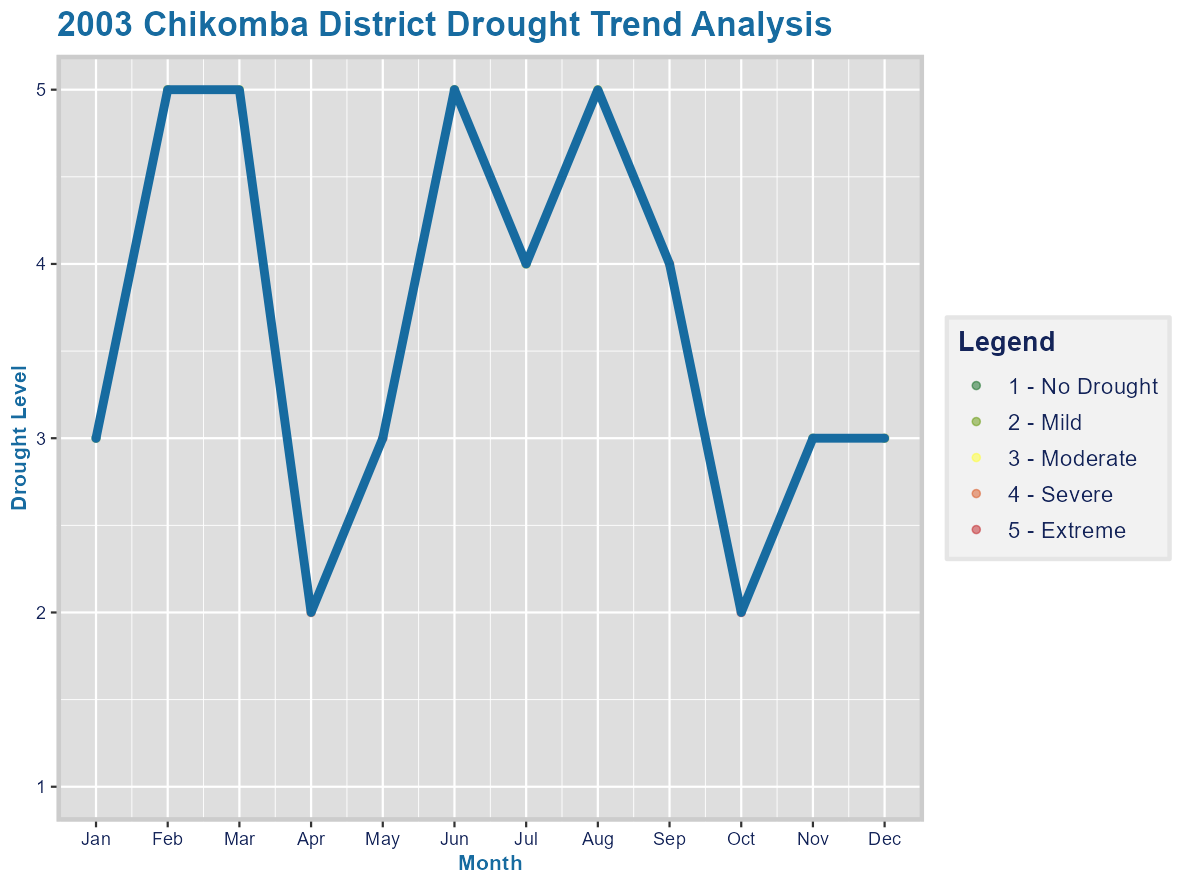 2003 Chikomba District Drought Trend Analysis
5
4
3
2
1
Drought Level
Jan Feb Mar Apr May Jun Jul Aug Sep Oct Nov Dec
Month
Legend
1 - No Drought
2 - Mild
3 - Moderate
4 - Severe
5 - Extreme